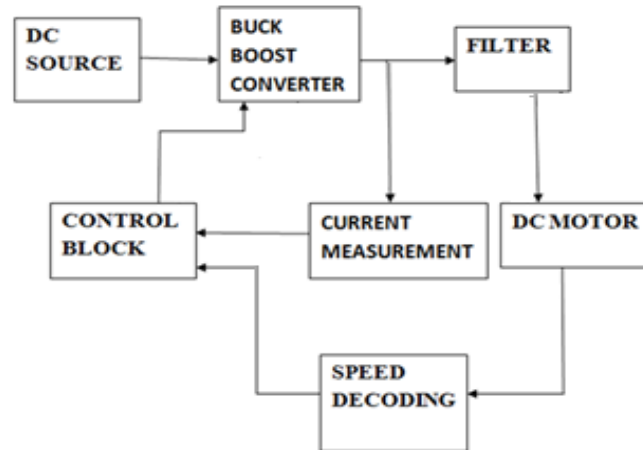 DC
SOURCE
BUCK
BOOST
CONVERTER
FILTER
CONTROL
BLOCK
CURRENT
MEASUREMENT
DC MOTOR
SPEED
DECODING